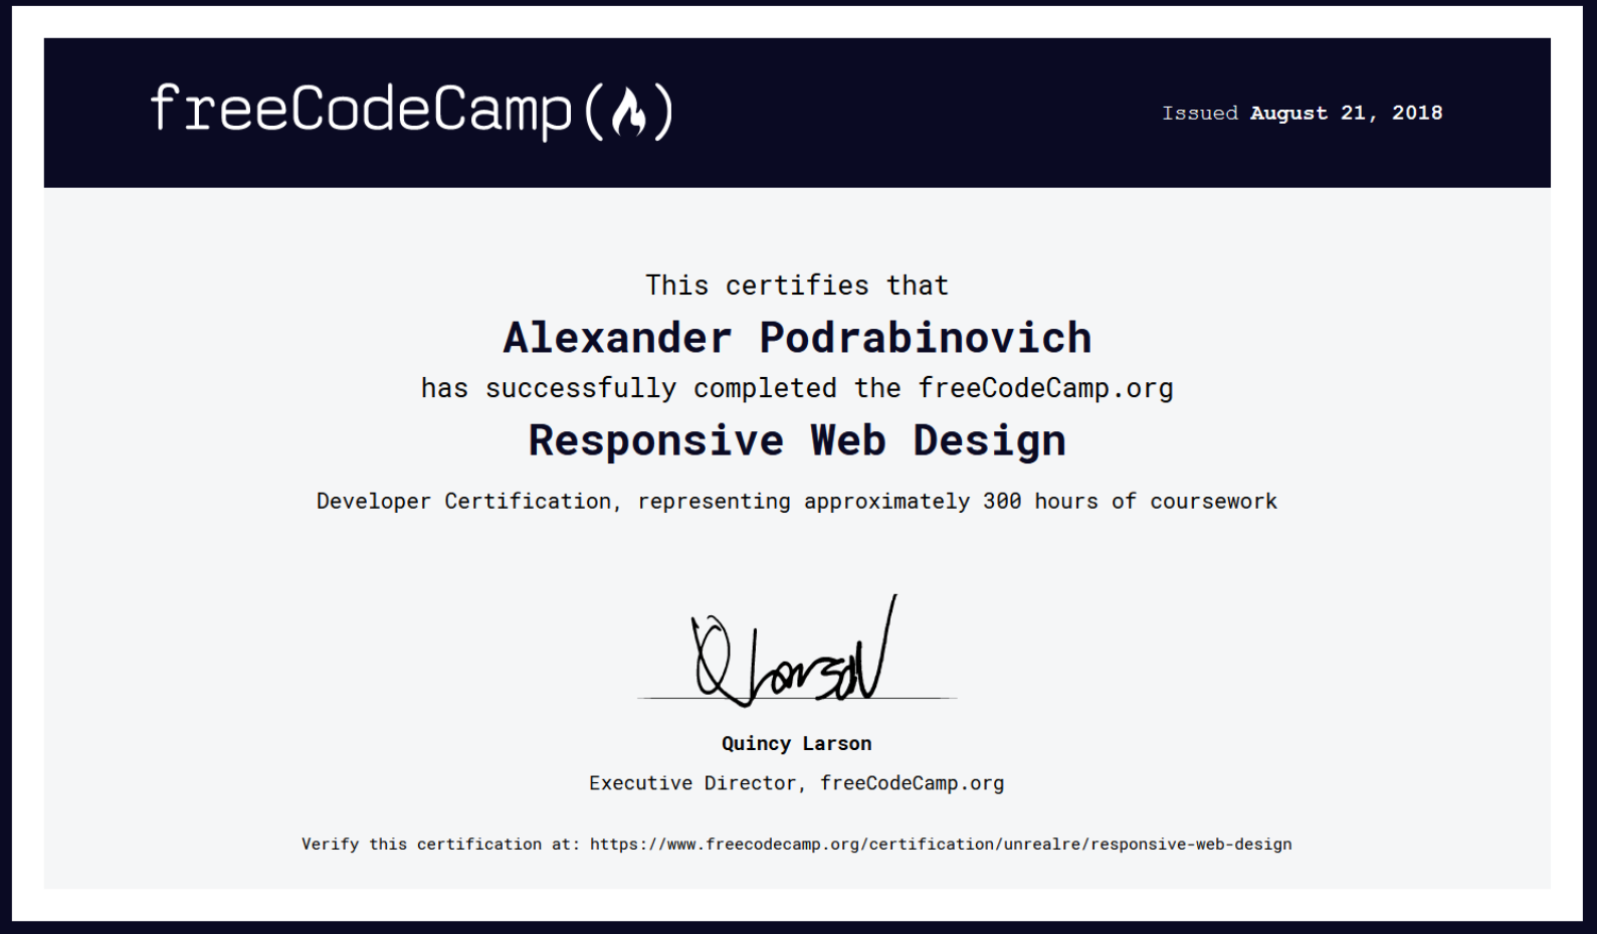 freeCodeCamp(🔥)
Issued August 21, 2018
This certifies that
Alexander Podrabinovich
has successfully completed the freeCodeCamp.org
Responsive Web Design
Developer Certification, representing approximately 300 hours of coursework
Q Larson
Quincy Larson
Executive Director, freeCodeCamp.org
Verify this certification at: https://www.freecodecamp.org/certification/unrealre/responsive-web-design